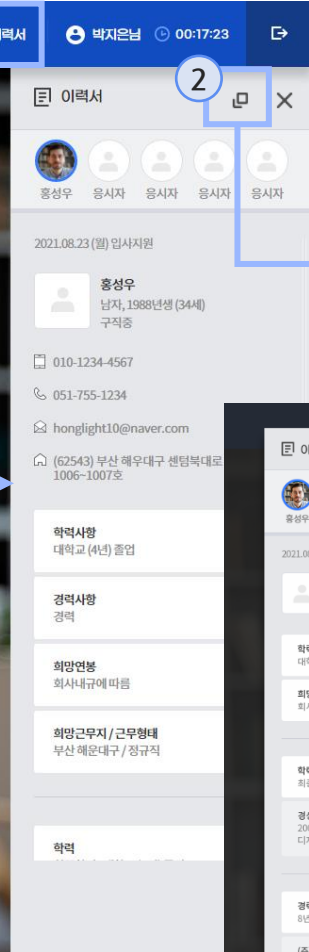 력서
박지은님
00:17:23
2
이력서
홍성우
응시자
응시자
응시자
응시자
2021.08.23 (월) 입사지원
홍성우
남자, 1988년생 (34세)
구직중
010-1234-4567
051-755-1234
honglight10@naver.com
(62543) 부산 해우대구 센텀북대로
1006~1007호
학력사항
대학교 (4년) 졸업
경력사항
경력
희망연봉
회사내규에 따름
희망근무지 / 근무형태
부산 해운대구 / 정규직
학력
홍성우
2021.0
8년